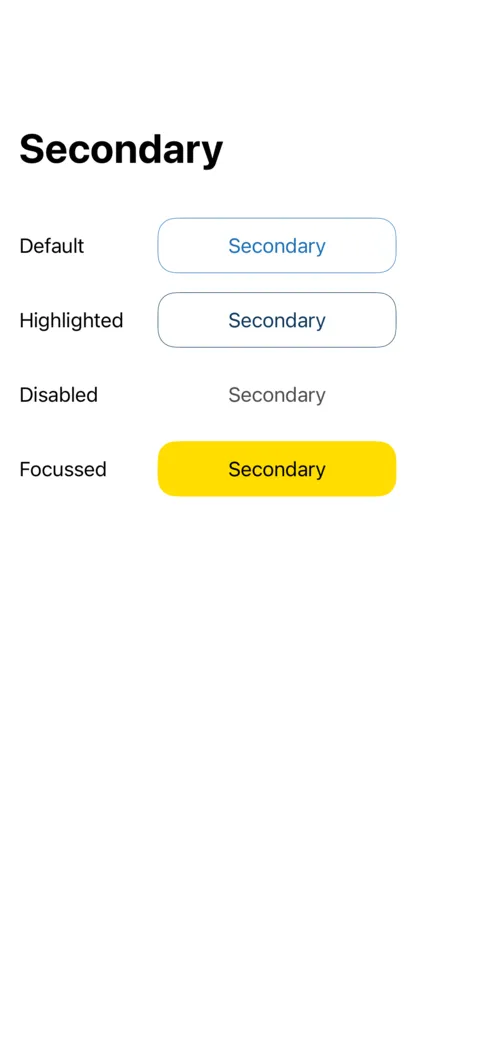 Secondary
Default Secondary
Highlighted Secondary
Disabled Secondary
Focussed Secondary